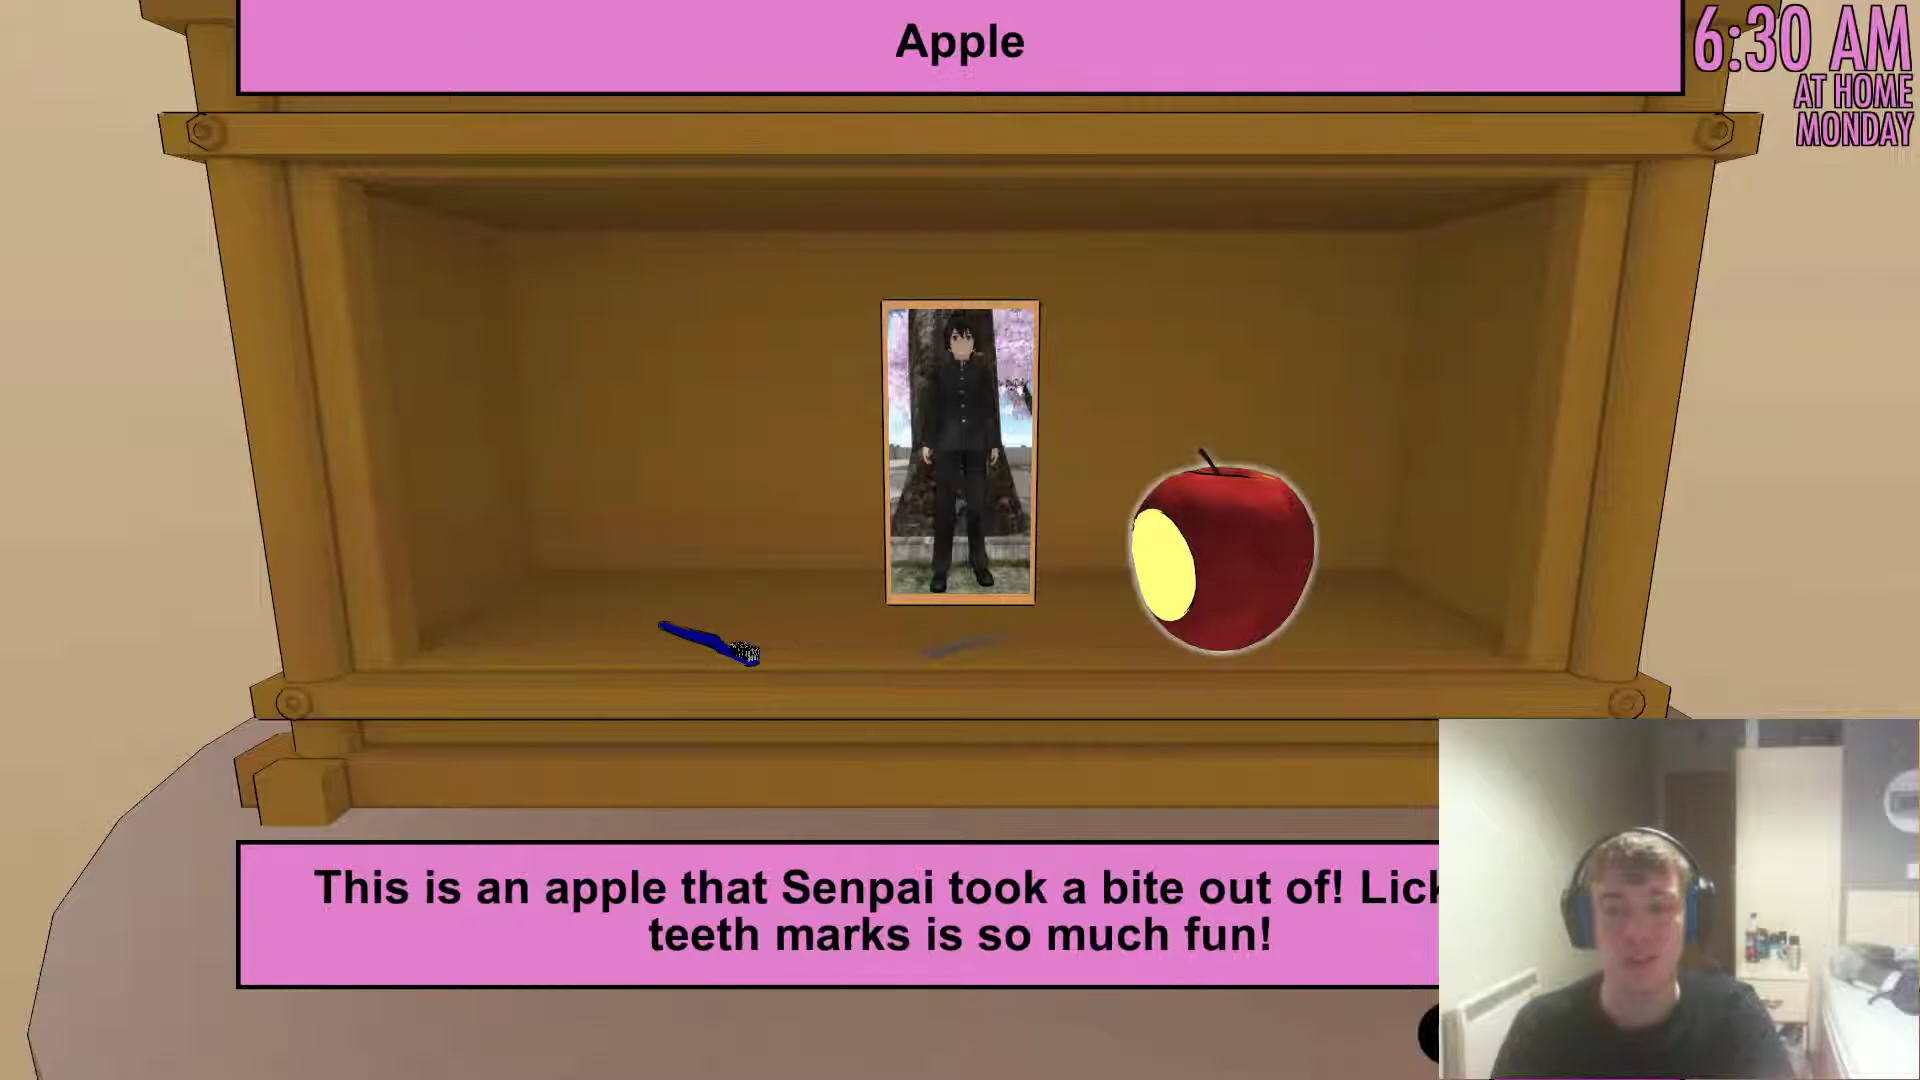 Apple
6:30 AM
AT HOME
MONDAY
This is an apple that Senpai took a bite out of! Lick
teeth marks is so much fun!